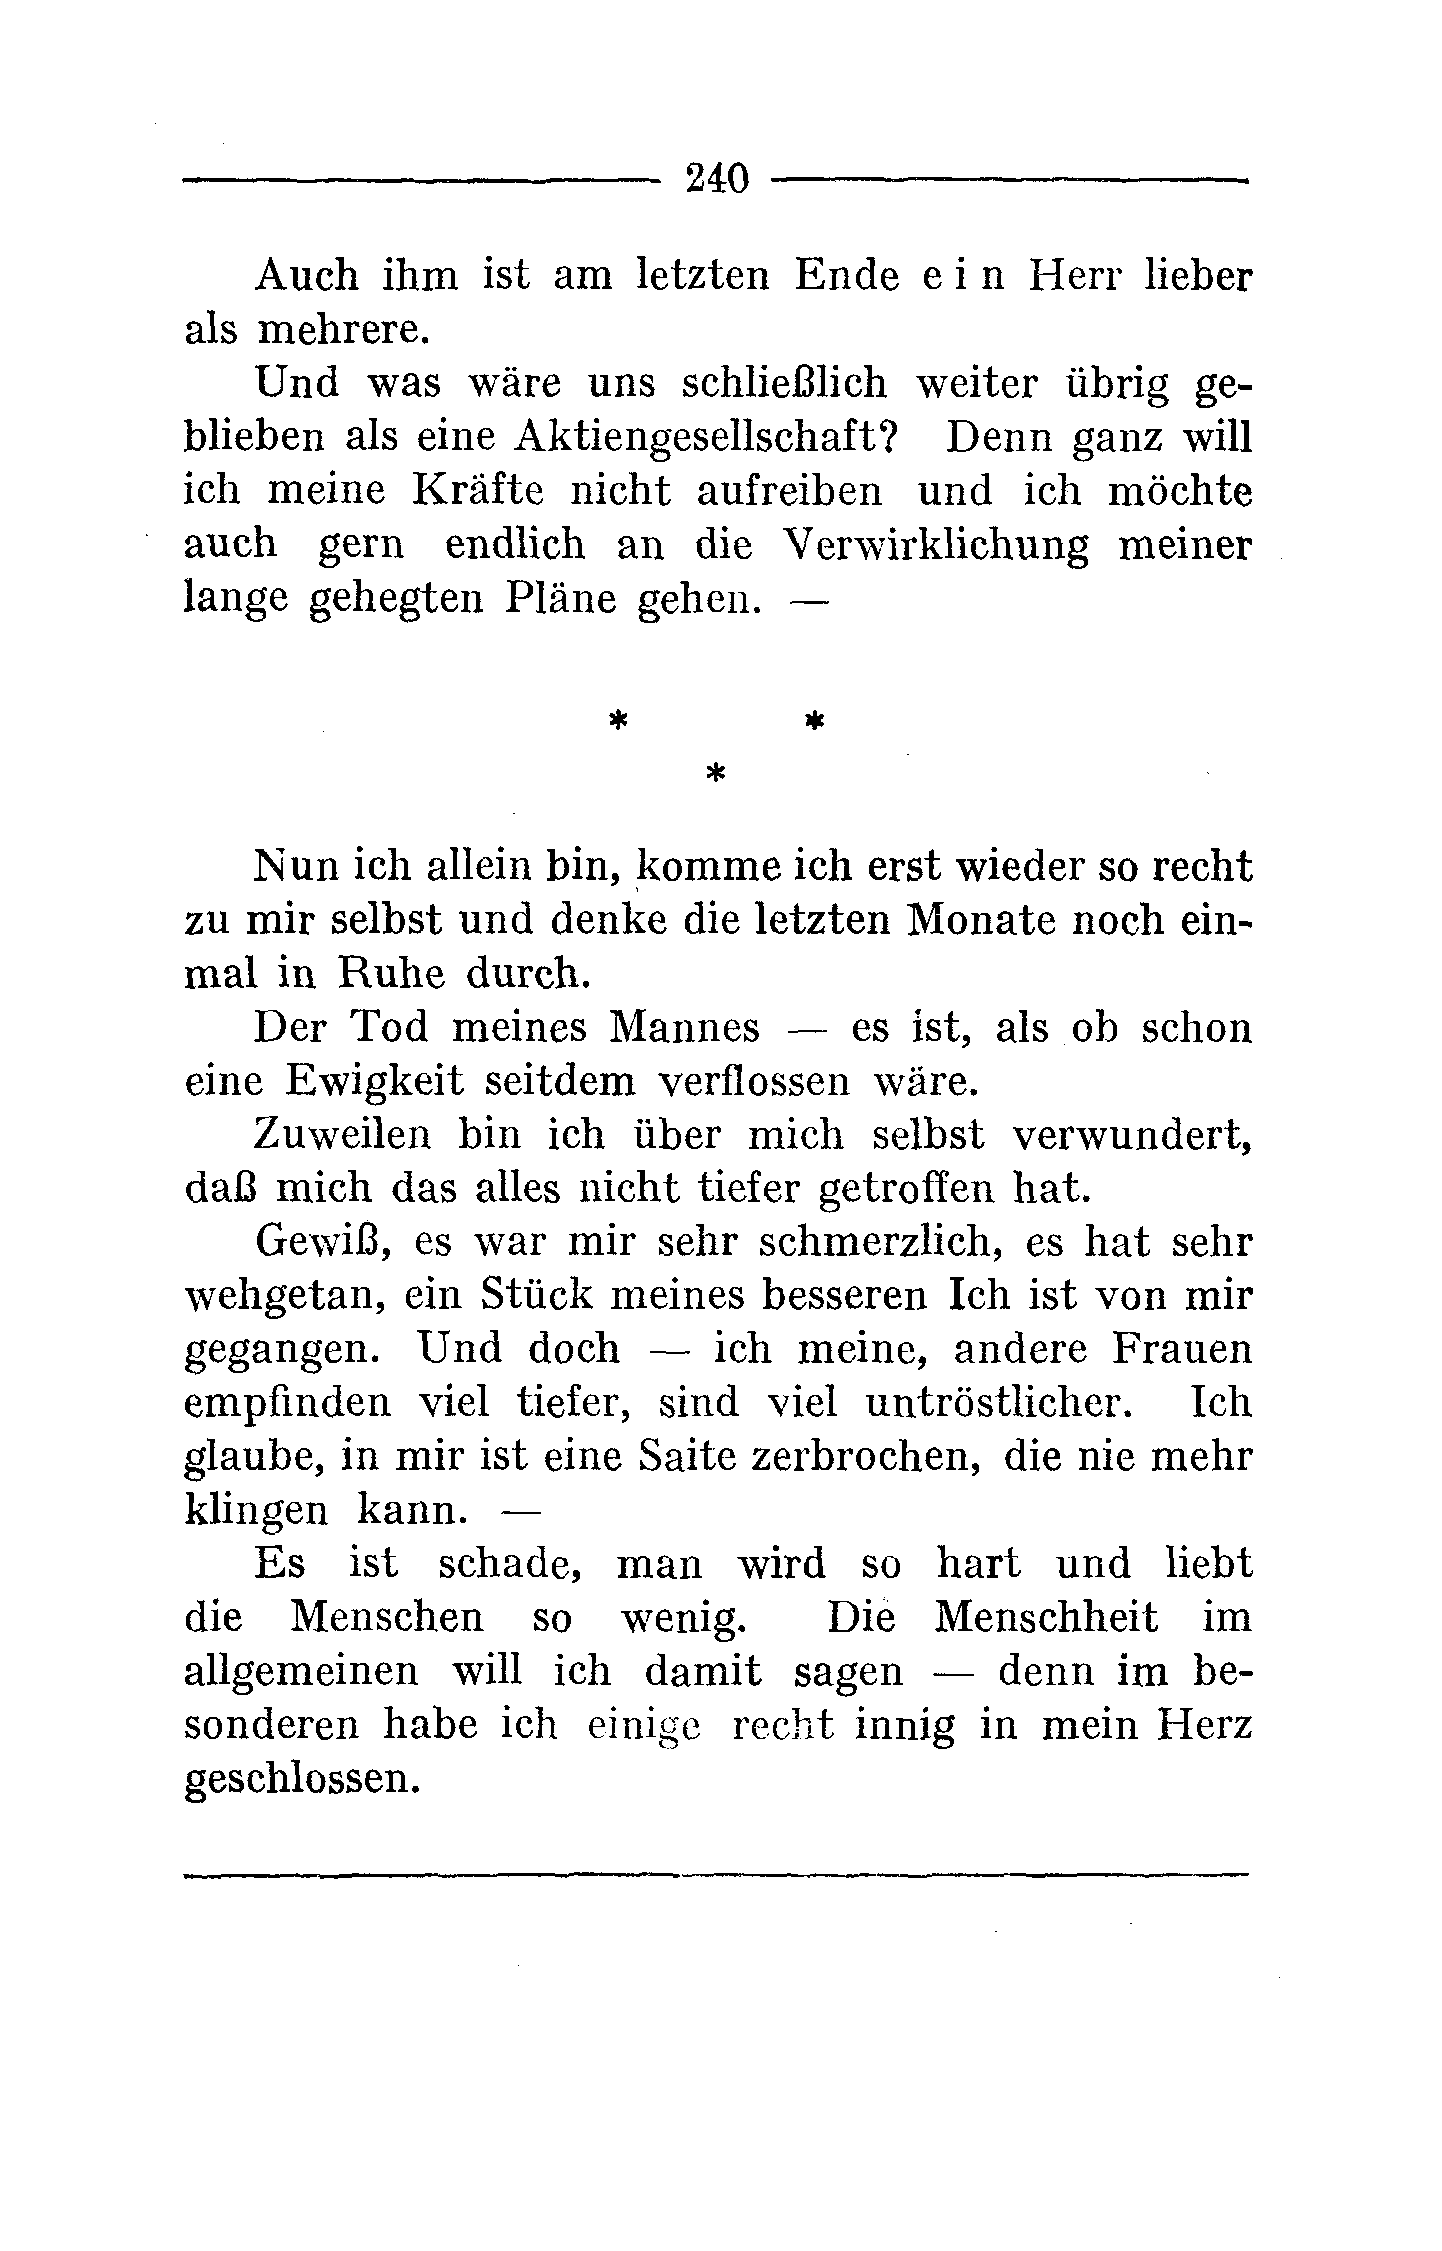 240
Auch ihm ist am letzten Ende e i n Herr lieber
als mehrere.
Und was wäre uns schließlich weiter übrig ge-
blieben als eine Aktiengesellschaft? Denn ganz will
ich meine Kräfte nicht aufreiben und ich möchte
auch gern endlich an die Verwirklichung meiner
lange gehegten Pläne gehen. —
* *
*
Nun ich allein bin, komme ich erst wieder so recht
zu mir selbst und denke die letzten Monate noch ein-
mal in Ruhe durch.
Der Tod meines Mannes — es ist, als ob schon
eine Ewigkeit seitdem verflossen wäre.
Zuweilen bin ich über mich selbst verwundert,
daß mich das alles nicht tiefer getroffen hat.
Gewiß, es war mir sehr schmerzlich, es hat sehr
wehgetan, ein Stück meines besseren Ich ist von mir
gegangen. Und doch — ich meine, andere Frauen
empfinden viel tiefer, sind viel untröstlicher. Ich
glaube, in mir ist eine Saite zerbrochen, die nie mehr
klingen kann. —
Es ist schade, man wird so hart und liebt
die Menschen so wenig. Die Menschheit im
allgemeinen will ich damit sagen — denn im be-
sonderen habe ich einige recht innig in mein Herz
geschlossen.